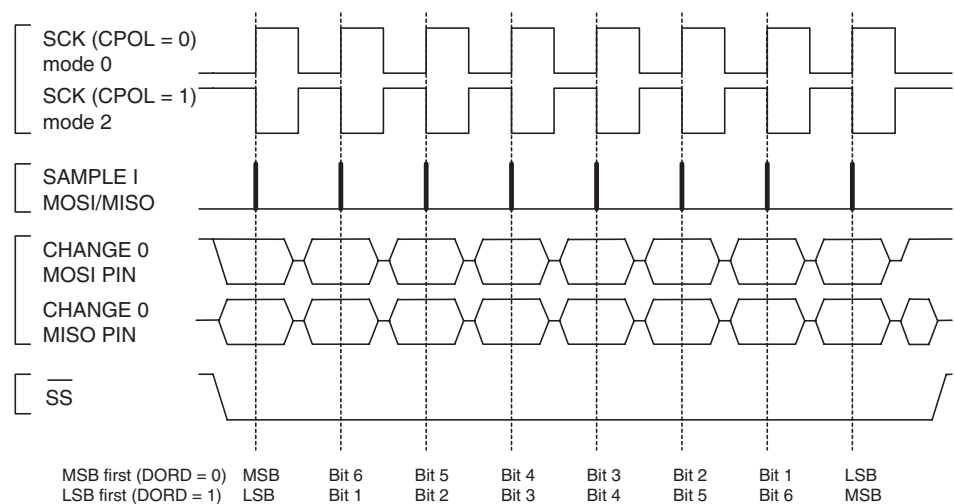 SCK (CPOL = 0)
mode 0
SCK (CPOL = 1)
mode 2
SAMPLE I
MOSI/MISO
CHANGE 0
MOSI PIN
CHANGE 0
MISO PIN
SS
MSB first (DORD = 0) MSB Bit 6 Bit 5 Bit 4 Bit 3 Bit 2 Bit 1 LSB
LSB first (DORD = 1) LSB Bit 1 Bit 2 Bit 3 Bit 4 Bit 5 Bit 6 MSB